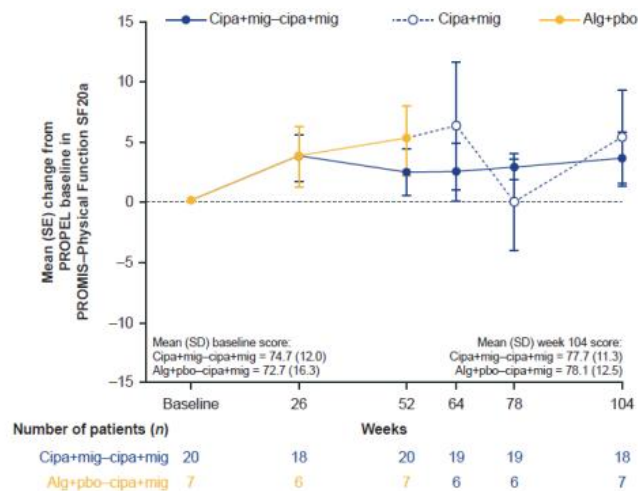 Cipa+mig–cipa+mig Cipa+mig Alg+pbo
Mean (SE) change from
PROPEL baseline in
PROMIS–Physical Function SF20a
15
10
5
0
–5
–10
–15
Mean (SD) baseline score:
Cipa+mig–cipa+mig = 74.7 (12.0)
Alg+pbo–cipa+mig = 72.7 (16.3)
Mean (SD) week 104 score:
Cipa+mig–cipa+mig = 77.7 (11.3)
Alg+pbo–cipa+mig = 78.1 (12.5)
Baseline 26 52 64 78 104
Number of patients (n) Weeks
Cipa+mig–cipa+mig 20 18 20 19 19 18
Alg+pbo–cipa+mig 7 6 7 6 6 7